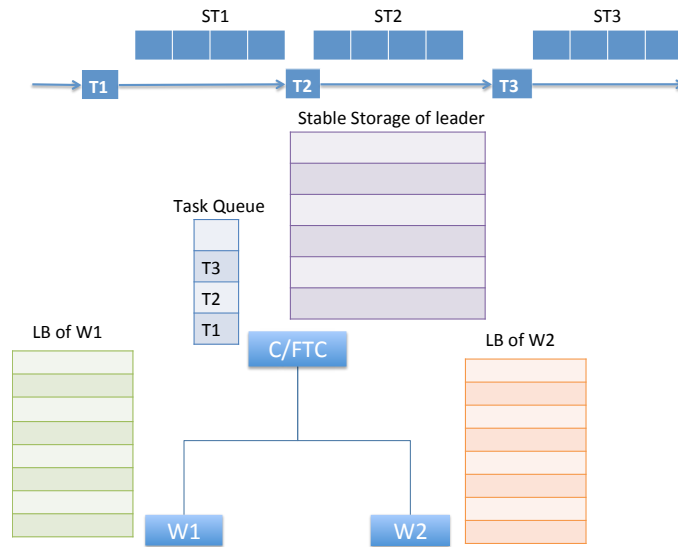 ST1
ST2
ST3
T1
T2
T3
Stable Storage of leader
Task Queue
T3
T2
T1
LB of W1
C/FTC
LB of W2
W1
W2